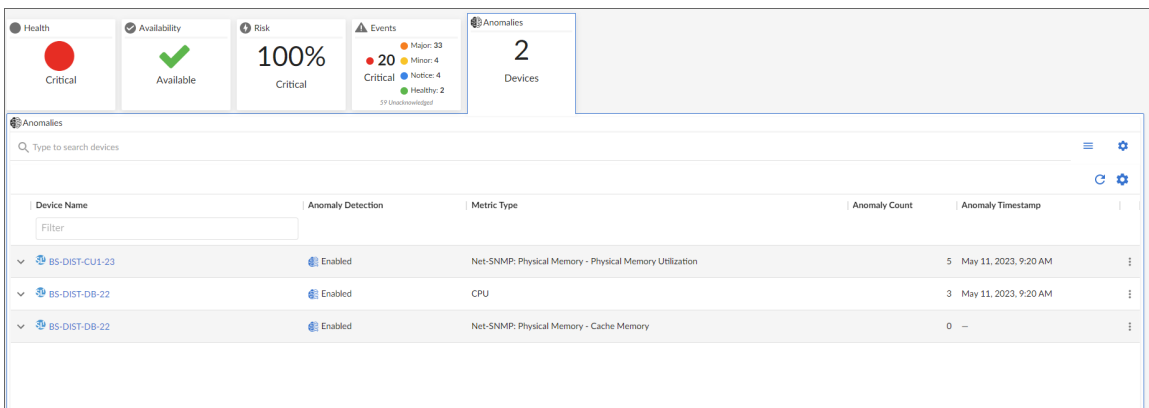 Health
Critical
Availability
Available
Risk
100%
Critical
Events
20
Critical
Major: 33
Minor: 4
Notice: 4
Healthy: 2
59 Unacknowledged
Anomalies
2
Devices
Anomalies
Type to search devices
Device Name Anomaly Detection Metric Type Anomaly Count Anomaly Timestamp
Filter
BS-DIST-CU1-23 Enabled Net-SNMP: Physical Memory - Physical Memory Utilization 5 May 11, 2023, 9:20 AM
BS-DIST-DB-22 Enabled CPU 3 May 11, 2023, 9:20 AM
BS-DIST-DB-22 Enabled Net-SNMP: Physical Memory - Cache Memory 0 —